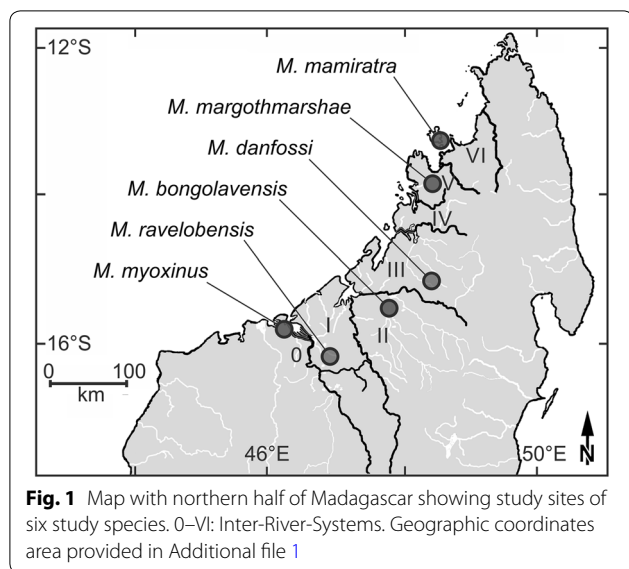 12°S
M. mamiratra
M. margothmarshae
VI
M. danfossi
V
M. bongolavensis
IV
M. ravelobensis
III
M. myoxinus
I
II
16°S
0
0 100
km
46°E
50°E
N
Fig. 1 Map with northern half of Madagascar showing study sites of
six study species. 0–VI: Inter-River-Systems. Geographic coordinates
area provided in Additional file 1